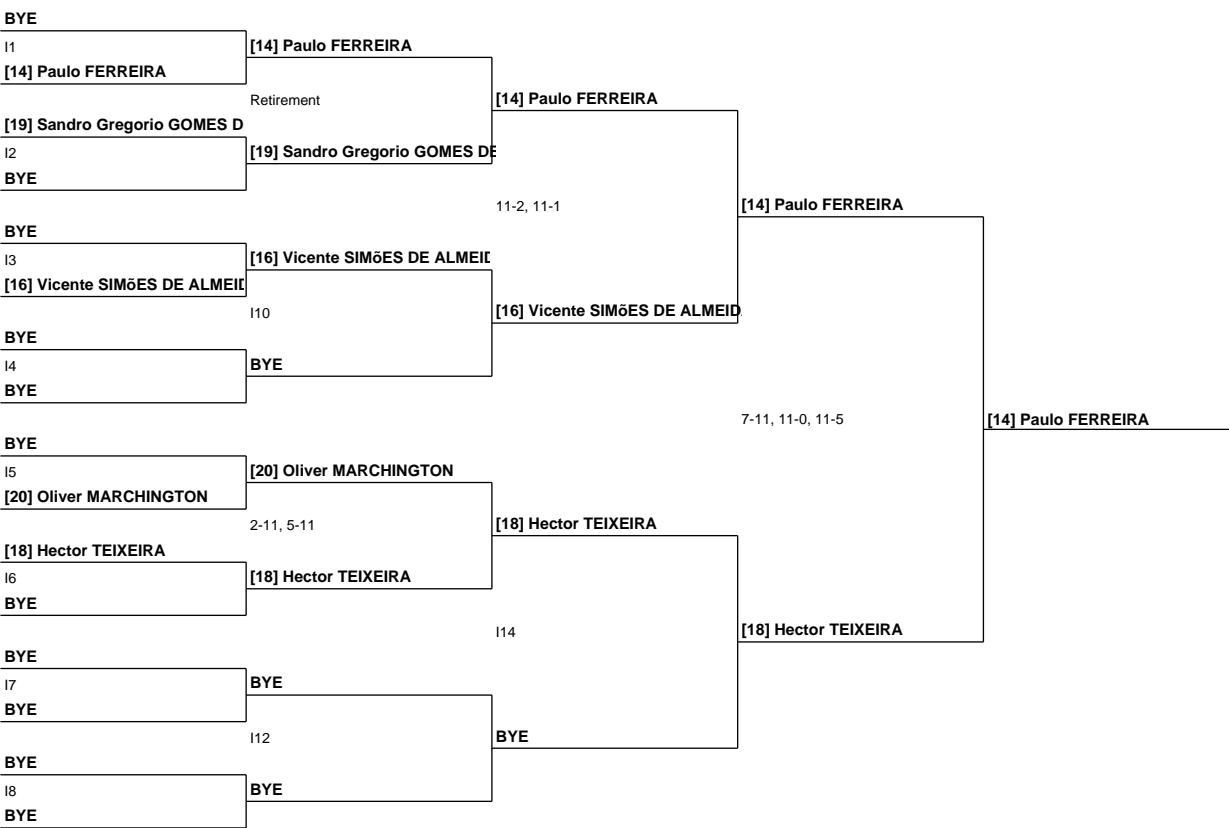 BYE
I1
[14] Paulo FERREIRA
[14] Paulo FERREIRA
Retirement
[14] Paulo FERREIRA
[19] Sandro Gregorio GOMES D
I2
[19] Sandro Gregorio GOMES DE
BYE
11-2, 11-1
[14] Paulo FERREIRA
BYE
I3
[16] Vicente SIMõES DE ALMEID
[16] Vicente SIMõES DE ALMEID
I10
[16] Vicente SIMõES DE ALMEID
BYE
I4
BYE
BYE
7-11, 11-0, 11-5
[14] Paulo FERREIRA
BYE
I5
[20] Oliver MARCHINGTON
[20] Oliver MARCHINGTON
2-11, 5-11
[18] Hector TEIXEIRA
[18] Hector TEIXEIRA
I6
[18] Hector TEIXEIRA
BYE
I14
[18] Hector TEIXEIRA
BYE
I7
BYE
BYE
I12
BYE
BYE
I8
BYE
BYE